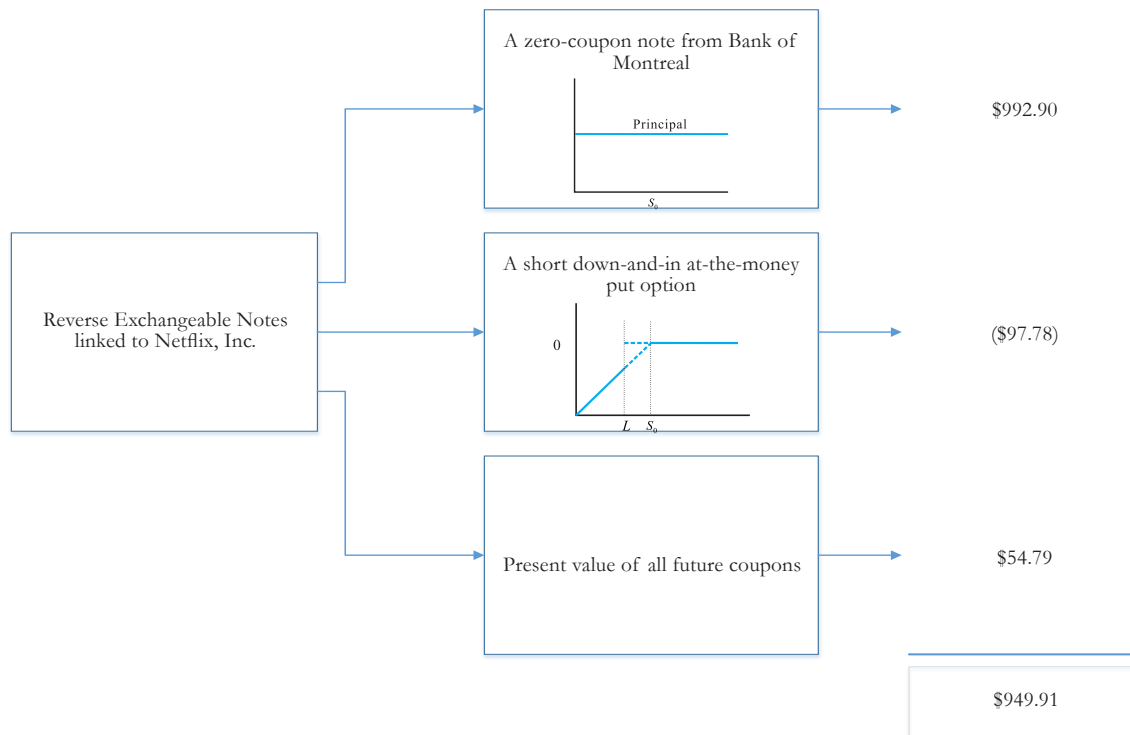 A zero-coupon note from Bank of
Montreal
Principal
S₀
$992.90
Reverse Exchangeable Notes
linked to Netflix, Inc.
A short down-and-in at-the-money
put option
0
L S₀
($97.78)
Present value of all future coupons
$54.79
$949.91